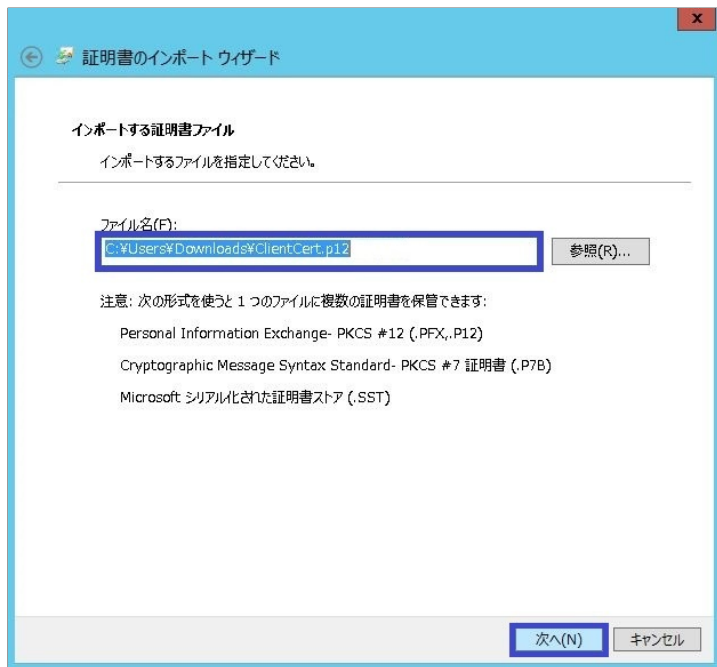 x
証明書のインポート ウィザード
インポートする証明書ファイル
インポートするファイルを指定してください。
ファイル名(F):
C:¥Users¥Downloads¥ClientCert.p12
参照(R)...
注意: 次の形式を使うと 1 つのファイルに複数の証明書を保管できます:
Personal Information Exchange- PKCS #12 (.PFX,.P12)
Cryptographic Message Syntax Standard- PKCS #7 証明書 (.P7B)
Microsoft シリアル化された証明書ストア (.SST)
次へ(N)
キャンセル